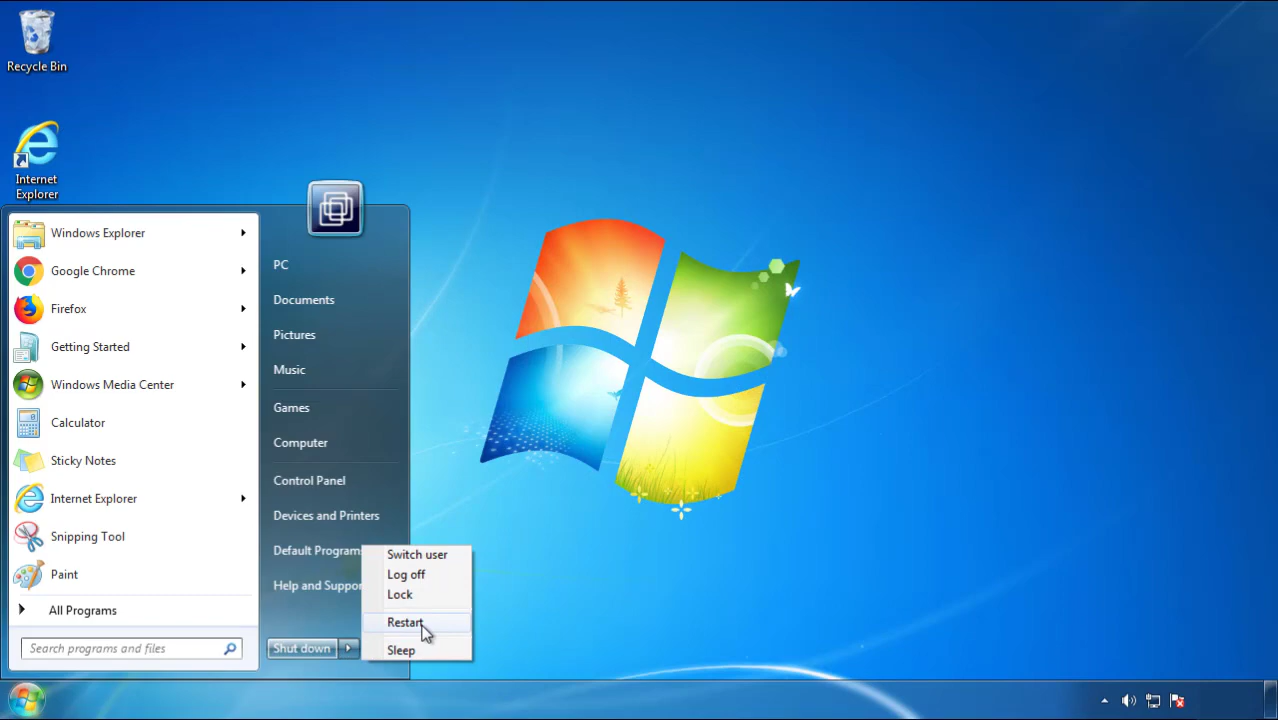 Recycle Bin
Internet
Explorer
Windows Explorer
Google Chrome
Firefox
Getting Started
Windows Media Center
Calculator
Sticky Notes
Internet Explorer
Snipping Tool
Paint
All Programs
Search programs and files
PC
Documents
Pictures
Music
Games
Computer
Control Panel
Devices and Printers
Default Program
Help and Suppor
Shut down
Switch user
Log off
Lock
Restart
Sleep